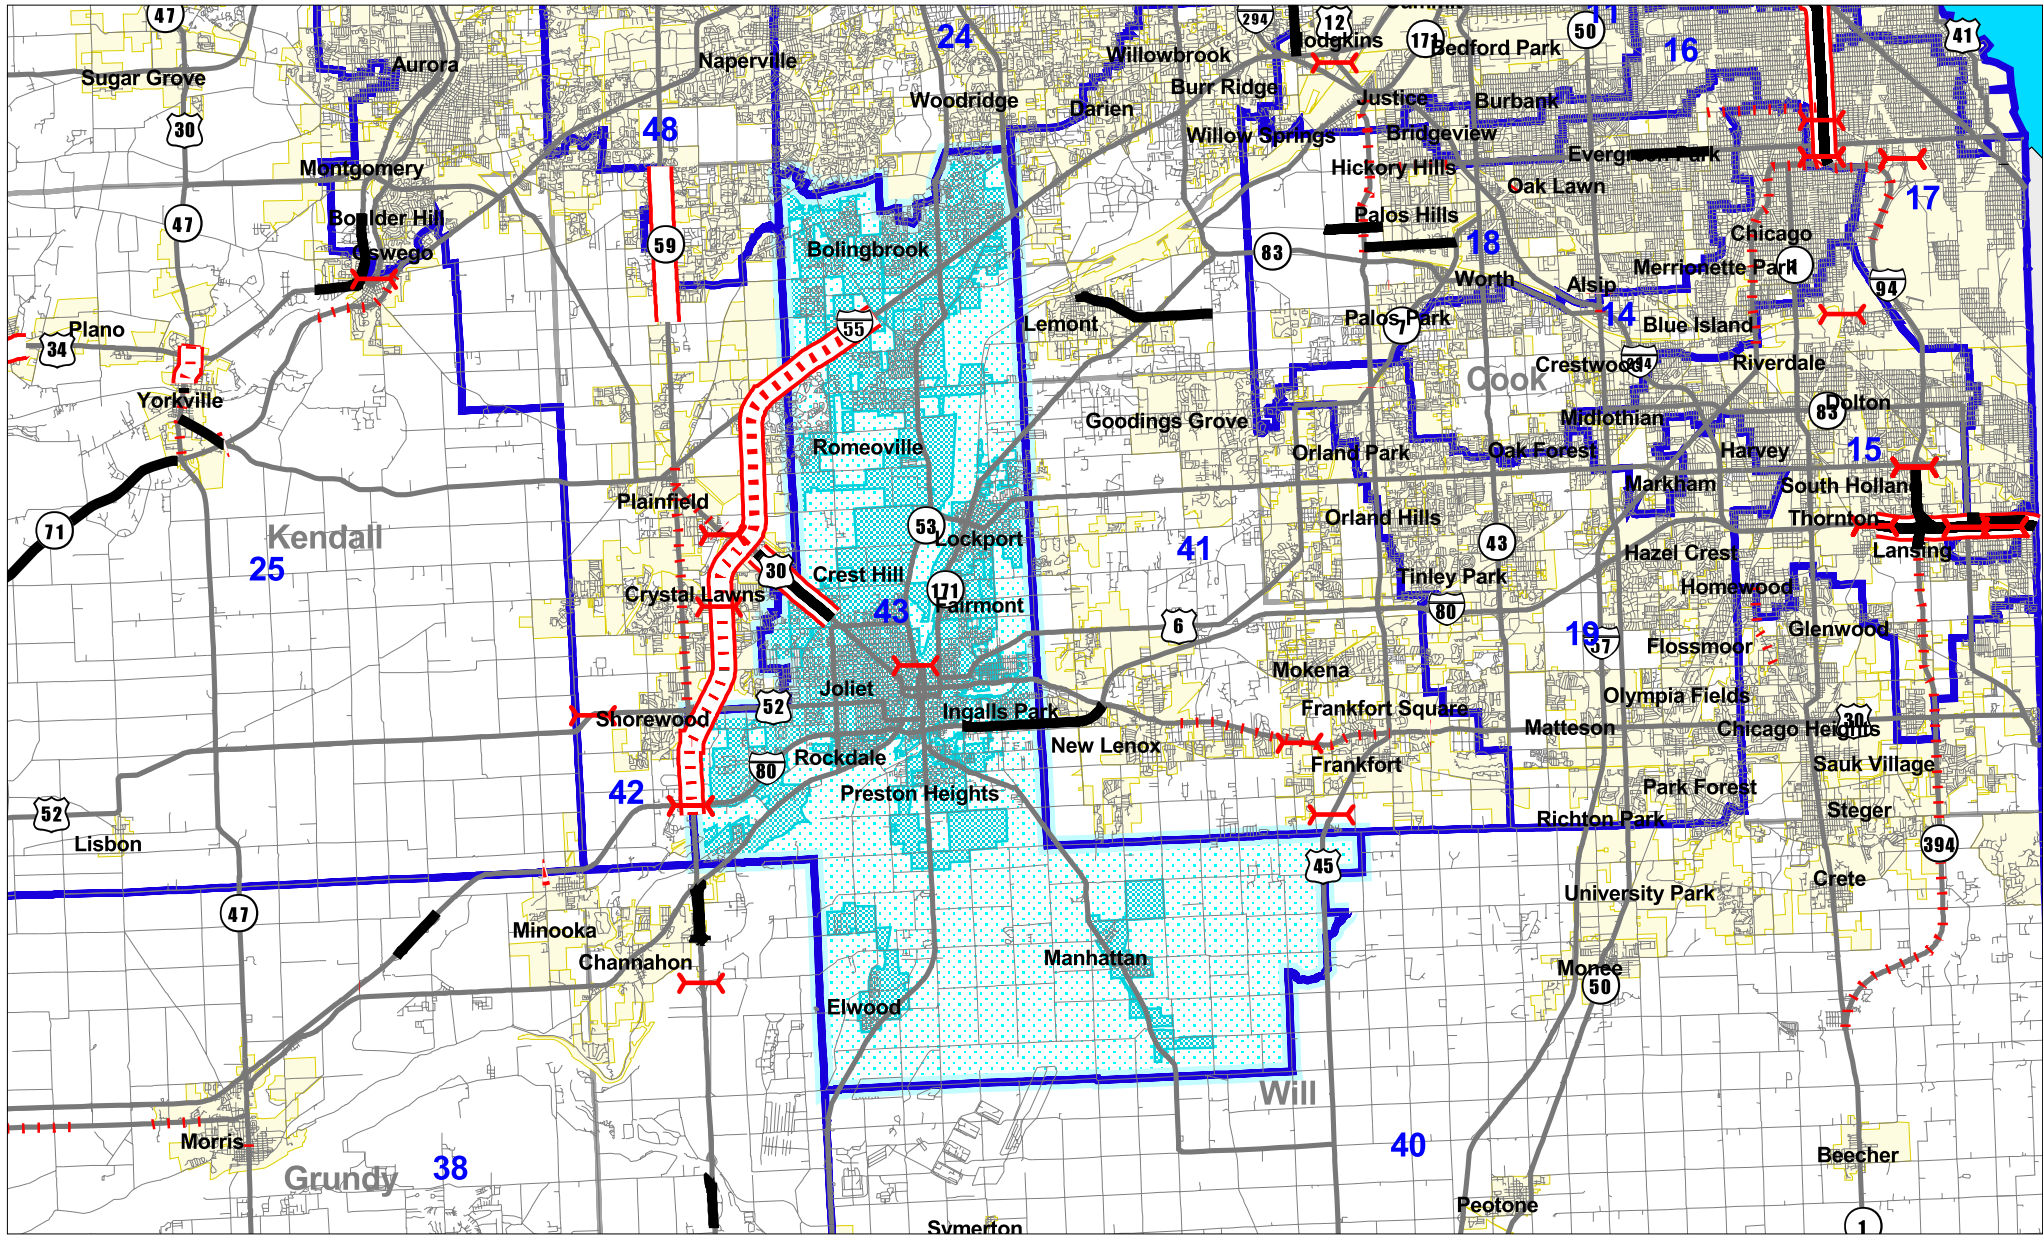 47
12
Summit
294
50
11
41
24
Hodgkins
171
Bedford Park
16
Sugar Grove
Aurora
Naperville
Willowbrook
Burr Ridge
Woodridge
Darien
Justice
Burbank
30
48
Willow Springs
Bridgeview
Montgomery
Hickory Hills
Evergreen Park
Oak Lawn
17
47
Boulder Hill
Palos Hills
Chicago
Oswego
59
Bolingbrook
83
18
Merrionette Park
1
Worth
Alsip
94
Plano
34
55
Lemont
Palos Park
7
14
Blue Island
Crestwood
294
Riverdale
Cook
Yorkville
Goodings Grove
Midlothian
83
Dolton
Romeoville
Orland Park
Oak Forest
Harvey
15
Plainfield
Markham
South Holland
71
Kendall
53
Lockport
Orland Hills
43
Thornton
41
Hazel Crest
Lansing
25
30
Crest Hill
Tinley Park
Homewood
Crystal Lawns
43
171
Fairmont
80
6
19
57
Glenwood
Flossmoor
Mokena
Joliet
Olympia Fields
52
Shorewood
Ingalls Park
Frankfort Square
Matteson
30
Chicago Heights
New Lenox
Rockdale
80
Frankfort
Sauk Village
42
Preston Heights
Park Forest
Steger
52
Richton Park
Lisbon
394
45
Crete
University Park
47
Minooka
Channahon
Manhattan
Monee
50
Elwood
Will
Morris
40
Beecher
Grundy
38
Peotone
Symerton
1